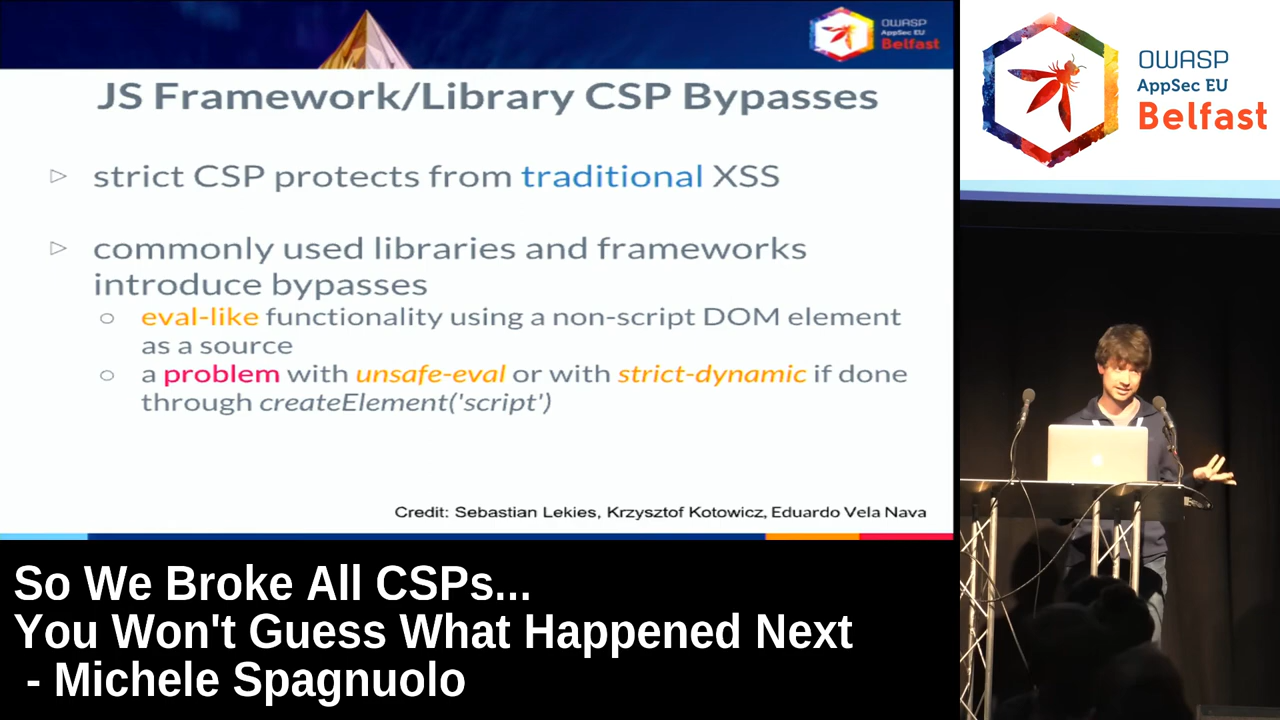 OWASP
AppSec EU
Belfast
JS Framework/Library CSP Bypasses
strict CSP protects from traditional XSS
commonly used libraries and frameworks
introduce bypasses
eval-like functionality using a non-script DOM element
as a source
a problem with unsafe-eval or with strict-dynamic if done
through createElement('script')
Credit: Sebastian Lekies, Krzysztof Kotowicz, Eduardo Vela Nava
OWASP
AppSec EU
Belfast
So We Broke All CSPs...
You Won't Guess What Happened Next
- Michele Spagnuolo